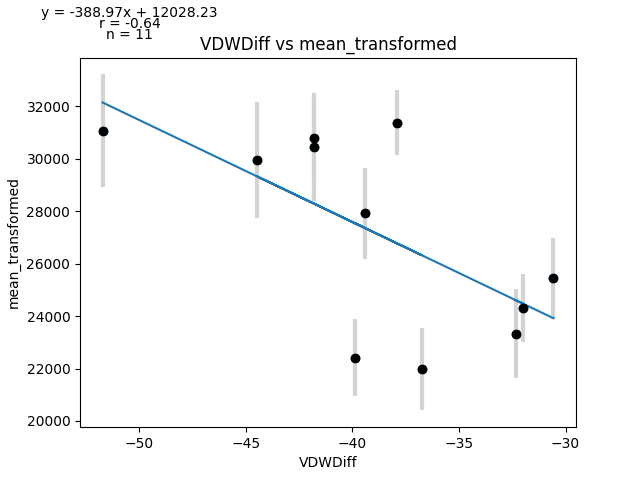 y = -388.97x + 12028.23
r = -0.64
n = 11
VDWDiff vs mean_transformed
32000
30000
28000
26000
24000
22000
20000
mean_transformed
−50
−45
−40
−35
−30
VDWDiff